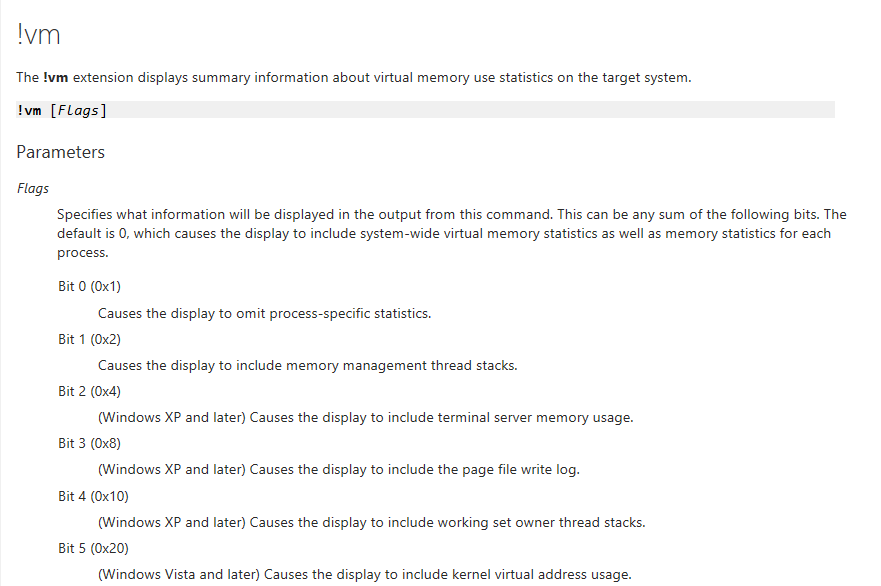 !vm
The !vm extension displays summary information about virtual memory use statistics on the target system.
!vm [Flags]
Parameters
Flags
Specifies what information will be displayed in the output from this command. This can be any sum of the following bits. The
default is 0, which causes the display to include system-wide virtual memory statistics as well as memory statistics for each
process.
Bit 0 (0x1)
Causes the display to omit process-specific statistics.
Bit 1 (0x2)
Causes the display to include memory management thread stacks.
Bit 2 (0x4)
(Windows XP and later) Causes the display to include terminal server memory usage.
Bit 3 (0x8)
(Windows XP and later) Causes the display to include the page file write log.
Bit 4 (0x10)
(Windows XP and later) Causes the display to include working set owner thread stacks.
Bit 5 (0x20)
(Windows Vista and later) Causes the display to include kernel virtual address usage.